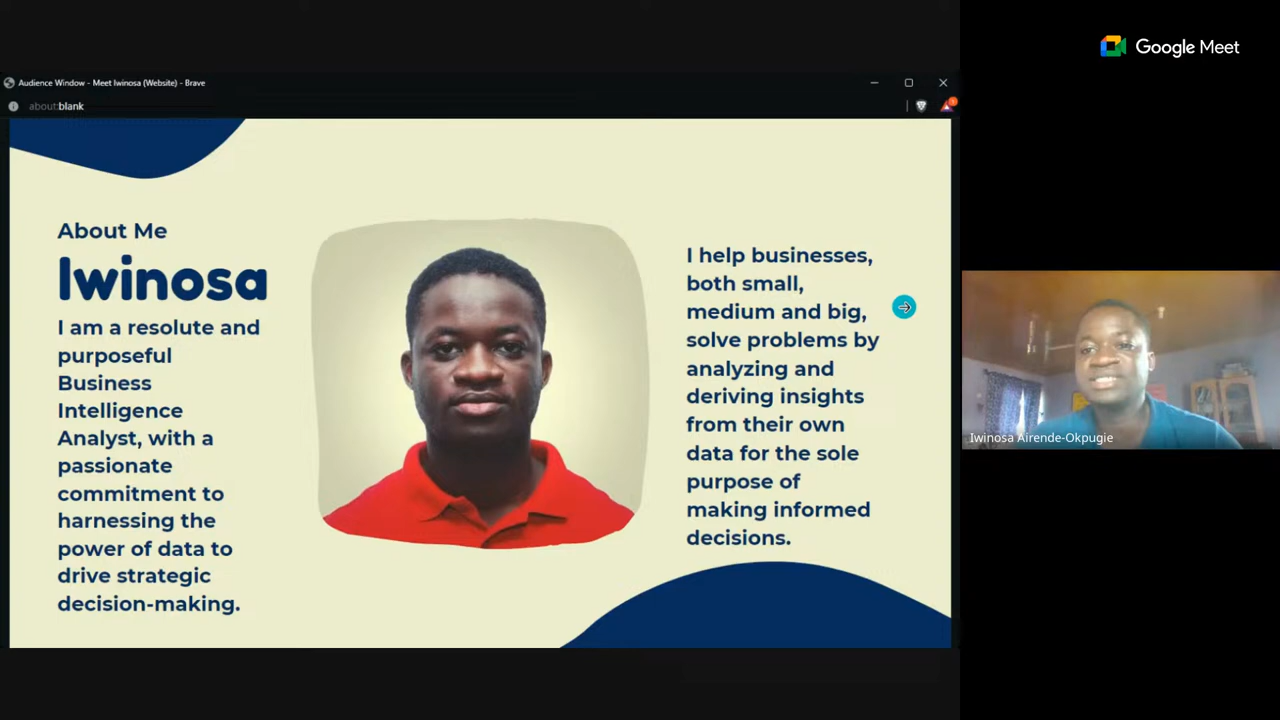 Google Meet
Audience Window - Meet Iwinosa (Website) - Brave
about:blank
About Me
Iwinosa
I am a resolute and
purposeful
Business
Intelligence
Analyst, with a
passionate
commitment to
harnessing the
power of data to
drive strategic
decision-making.
I help businesses,
both small,
medium and big,
solve problems by
analyzing and
deriving insights
from their own
data for the sole
purpose of
making informed
decisions.
Iwinosa Airende-Okpugie